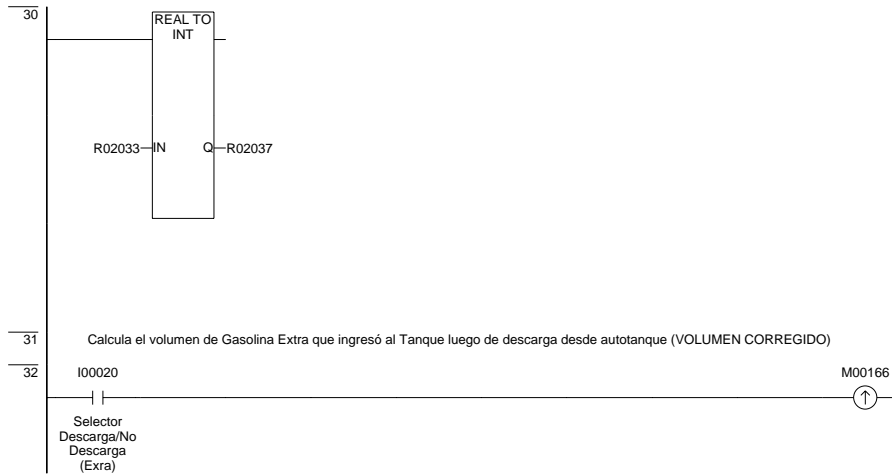 30
REAL TO
INT
R02033 IN Q R02037
31 Calcula el volumen de Gasolina Extra que ingresó al Tanque luego de descarga desde autotanque (VOLUMEN CORREGIDO)
32 I00020 M00166
Selector
Descarga/No
Descarga
(Exra)